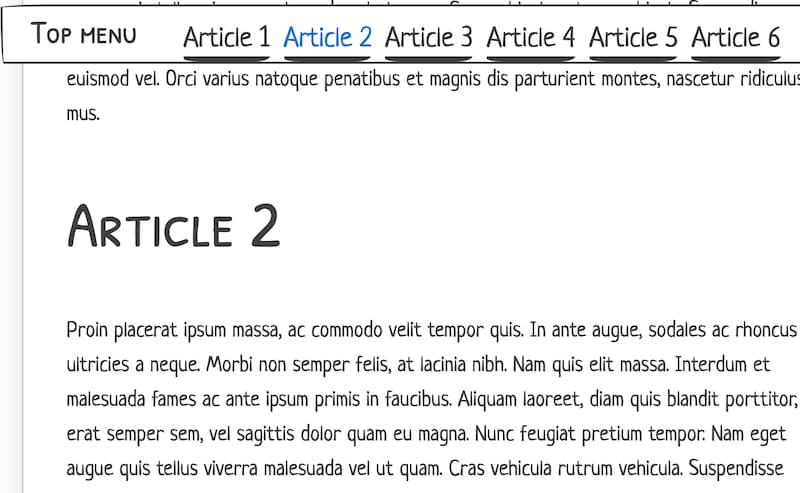 Top menu Article 1 Article 2 Article 3 Article 4 Article 5 Article 6
euismod vel. Orci varius natoque penatibus et magnis dis parturient montes, nascetur ridiculus
mus.
Article 2
Proin placerat ipsum massa, ac commodo velit tempor quis. In ante augue, sodales ac rhoncus
ultricies a neque. Morbi non semper felis, at lacinia nibh. Nam quis elit massa. Interdum et
malesuada fames ac ante ipsum primis in faucibus. Aliquam laoreet, diam quis blandit porttitor,
erat semper sem, vel sagittis dolor quam eu magna. Nunc feugiat pretium tempor. Nam eget
augue quis tellus viverra malesuada vel ut quam. Cras vehicula rutrum vehicula. Suspendisse